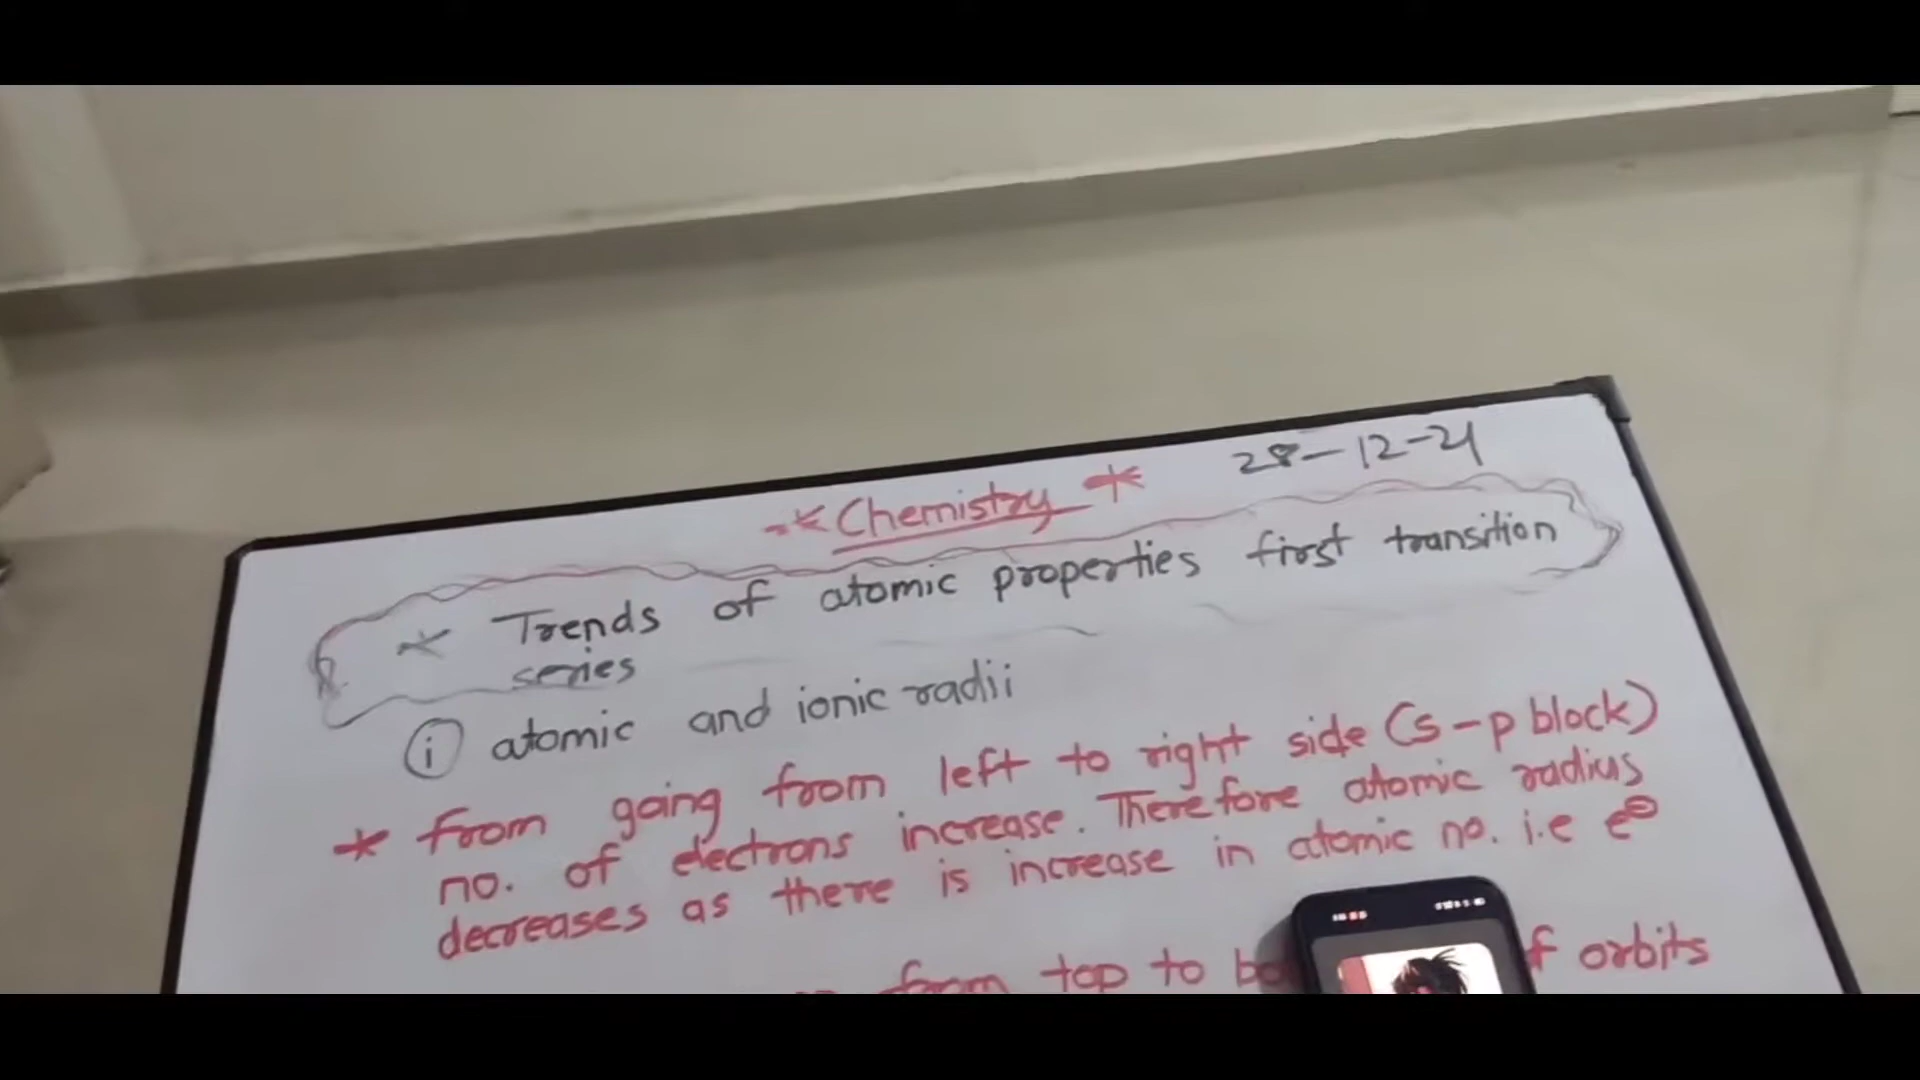 28-12-21
* Chemistry *
* Trends of atomic properties first transition
series
i atomic and ionic radii
* from going from left to right side (s-p block)
no. of electrons increase. Therefore atomic radius
decreases as there is increase in atomic no. i.e e⊖
from top to orbits